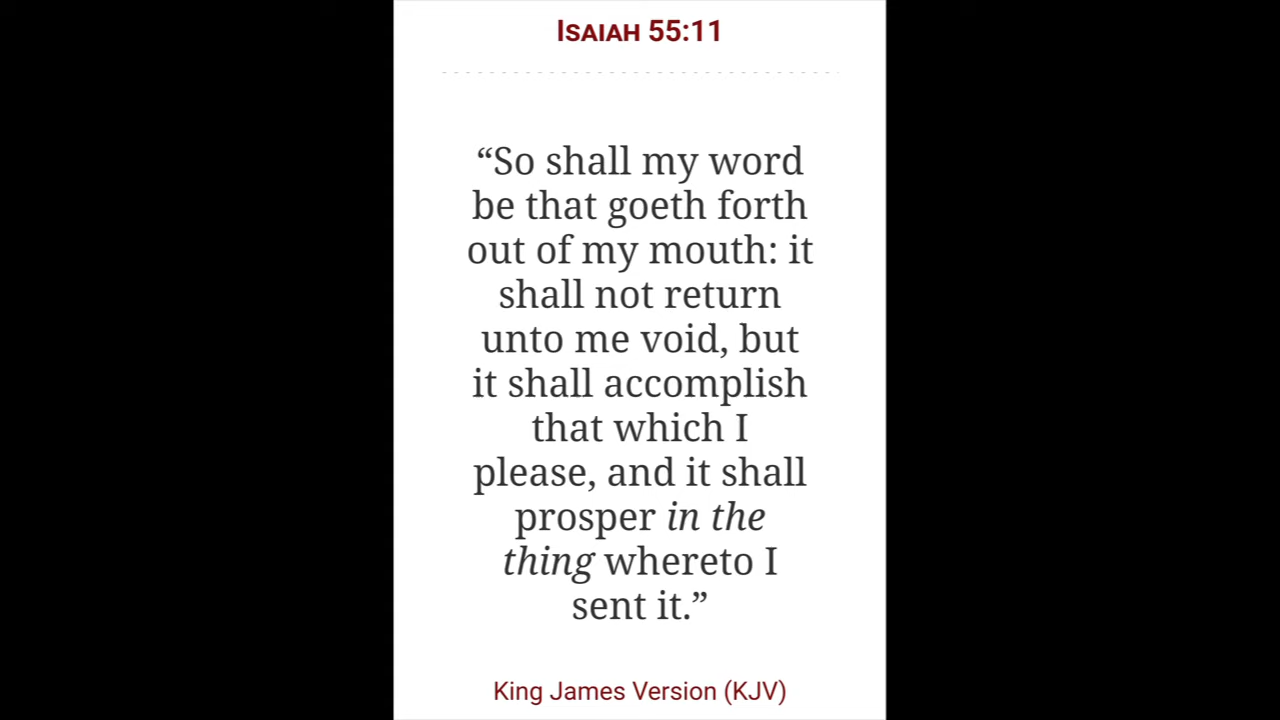 Isaiah 55:11
“So shall my word
be that goeth forth
out of my mouth: it
shall not return
unto me void, but
it shall accomplish
that which I
please, and it shall
prosper in the
thing whereto I
sent it.”
King James Version (KJV)